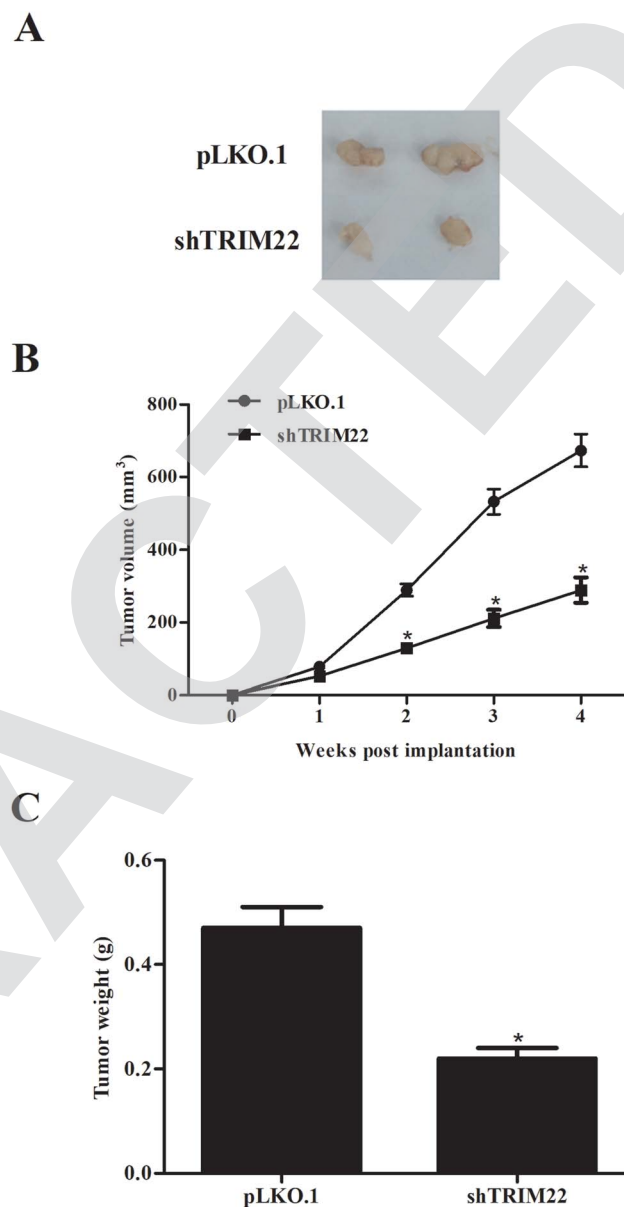 A
pLKO.1
shTRIM22
B
pLKO.1
shTRIM22
800
600
400
200
0
Tumor volume (mm³)
*
*
*
0 1 2 3 4
Weeks post implantation
C
0.6
0.4
0.2
0.0
Tumor weight (g)
*
pLKO.1 shTRIM22
ACTED